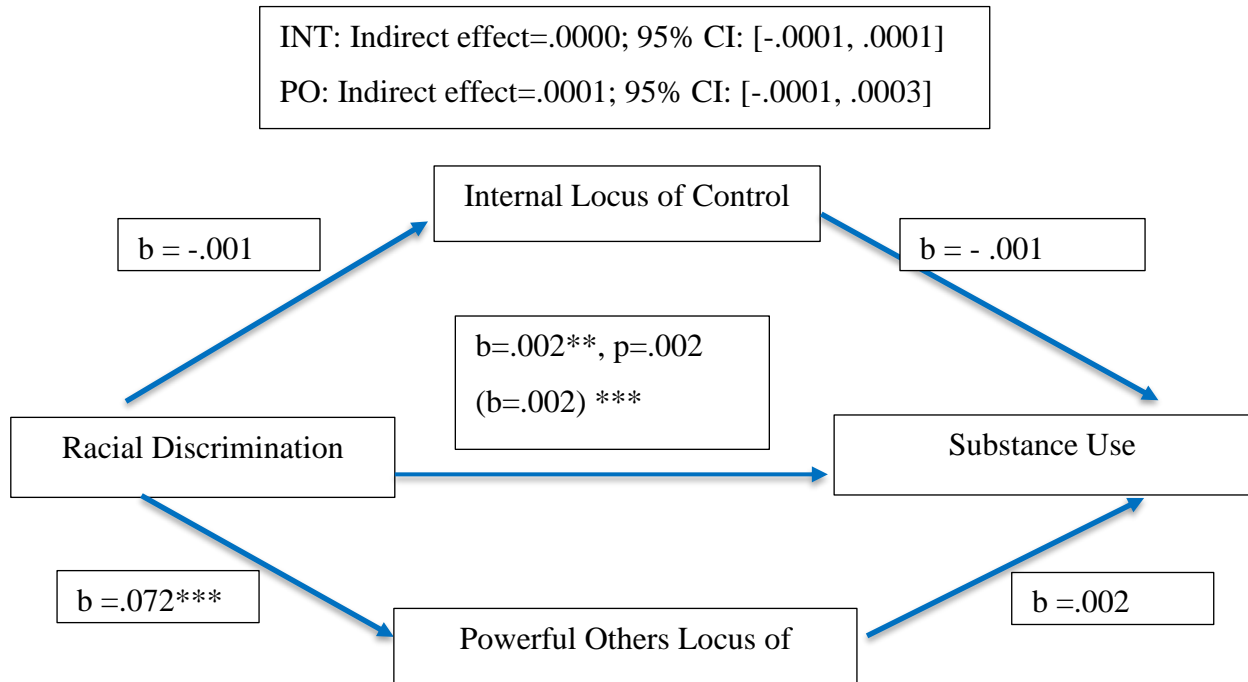 INT: Indirect effect=.0000; 95% CI: [-.0001, .0001]
PO: Indirect effect=.0001; 95% CI: [-.0001, .0003]
Internal Locus of Control
b = -.001
b = - .001
b=.002**, p=.002
(b=.002) ***
Racial Discrimination
Substance Use
b =.072***
b =.002
Powerful Others Locus of